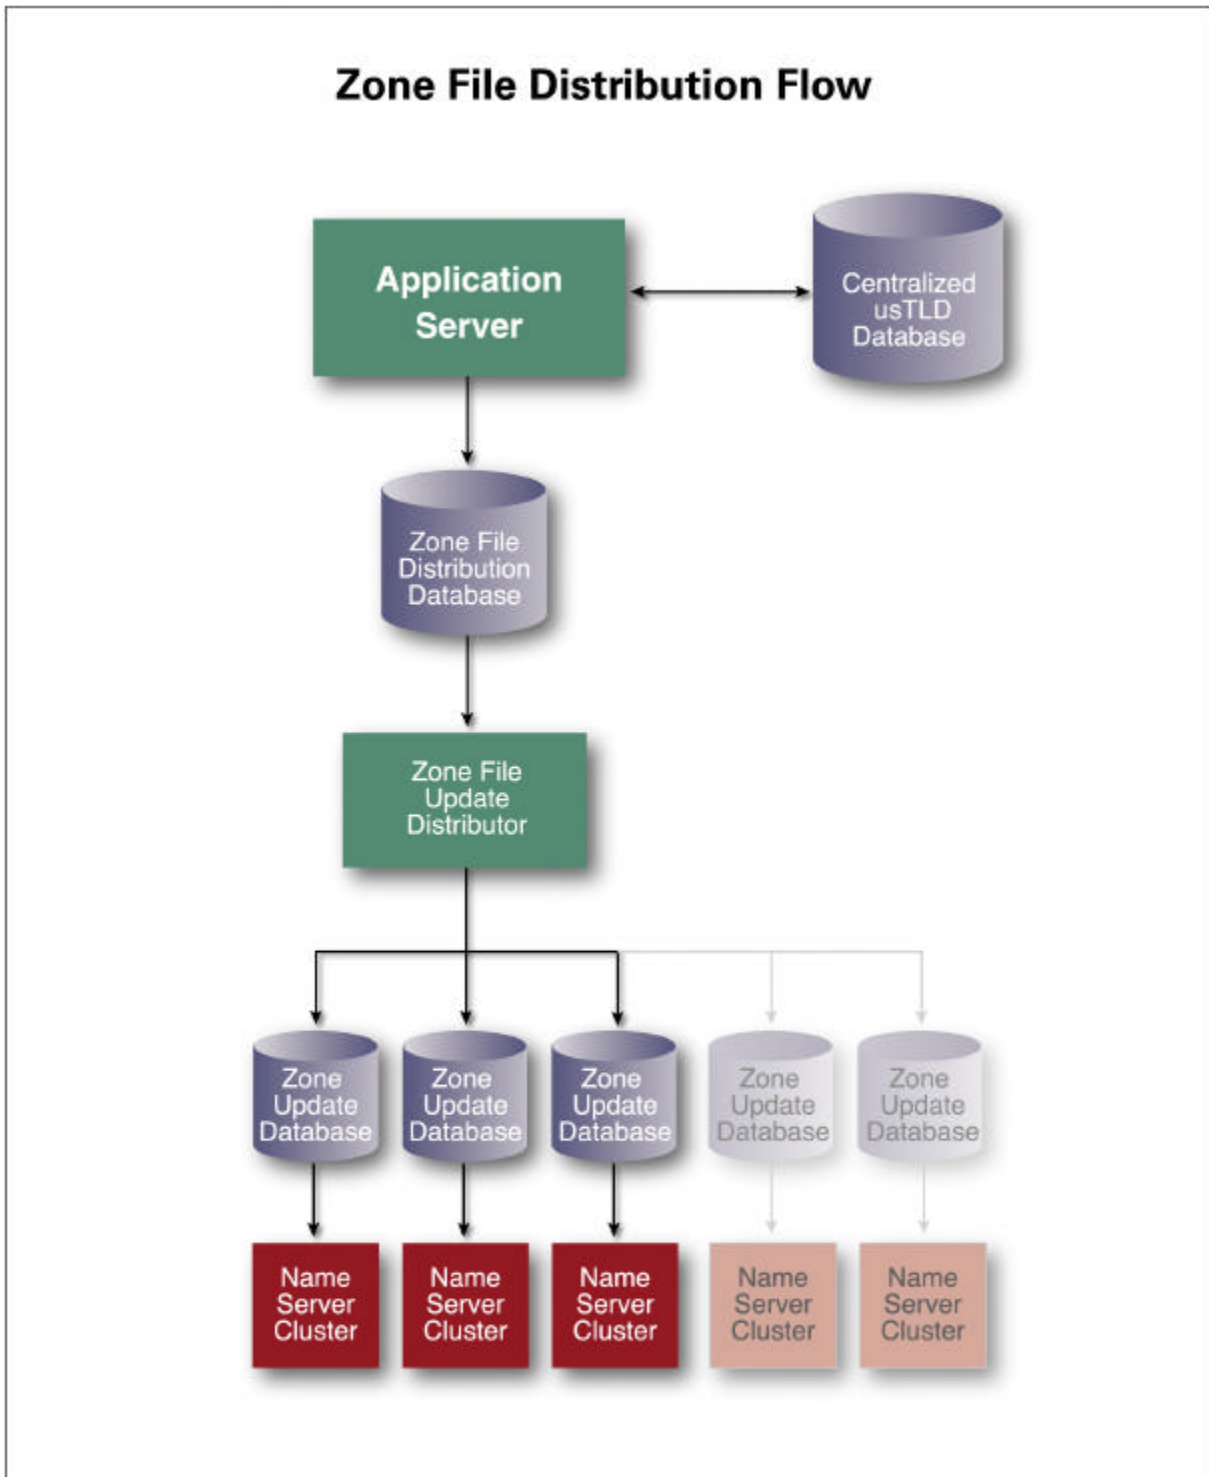 Zone File Distribution Flow
Application
Server
Centralized
usTLD
Database
Zone File
Distribution
Database
Zone File
Update
Distributor
Zone
Update
Database
Zone
Update
Database
Zone
Update
Database
Zone
Update
Database
Zone
Update
Database
Name
Server
Cluster
Name
Server
Cluster
Name
Server
Cluster
Name
Server
Cluster
Name
Server
Cluster